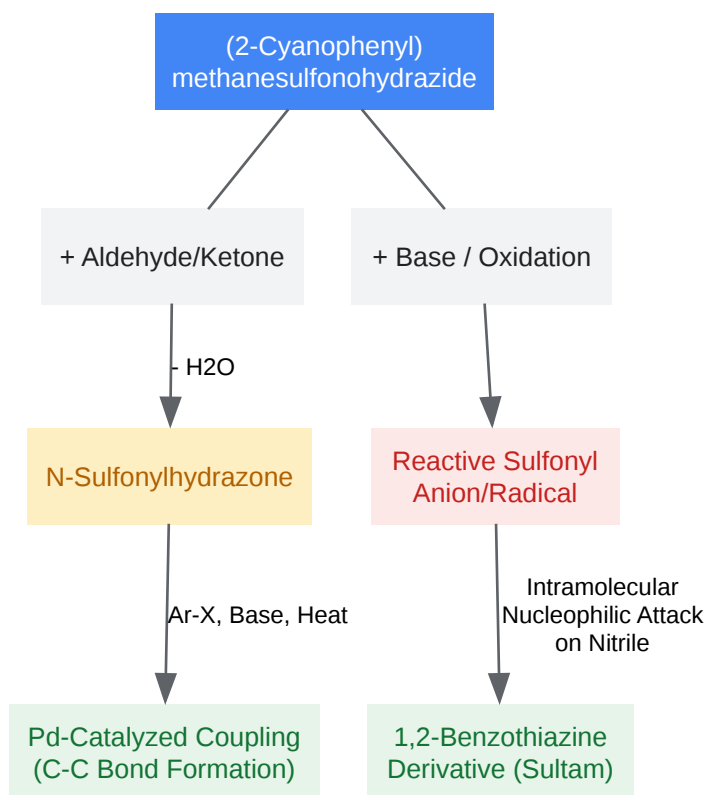 (2-Cyanophenyl)
methanesulfonohydrazide
+ Aldehyde/Ketone
+ Base / Oxidation
- H2O
N-Sulfonylhydrazone
Reactive Sulfonyl
Anion/Radical
Ar-X, Base, Heat
Intramolecular
Nucleophilic Attack
on Nitrile
Pd-Catalyzed Coupling
(C-C Bond Formation)
1,2-Benzothiazine
Derivative (Sultam)